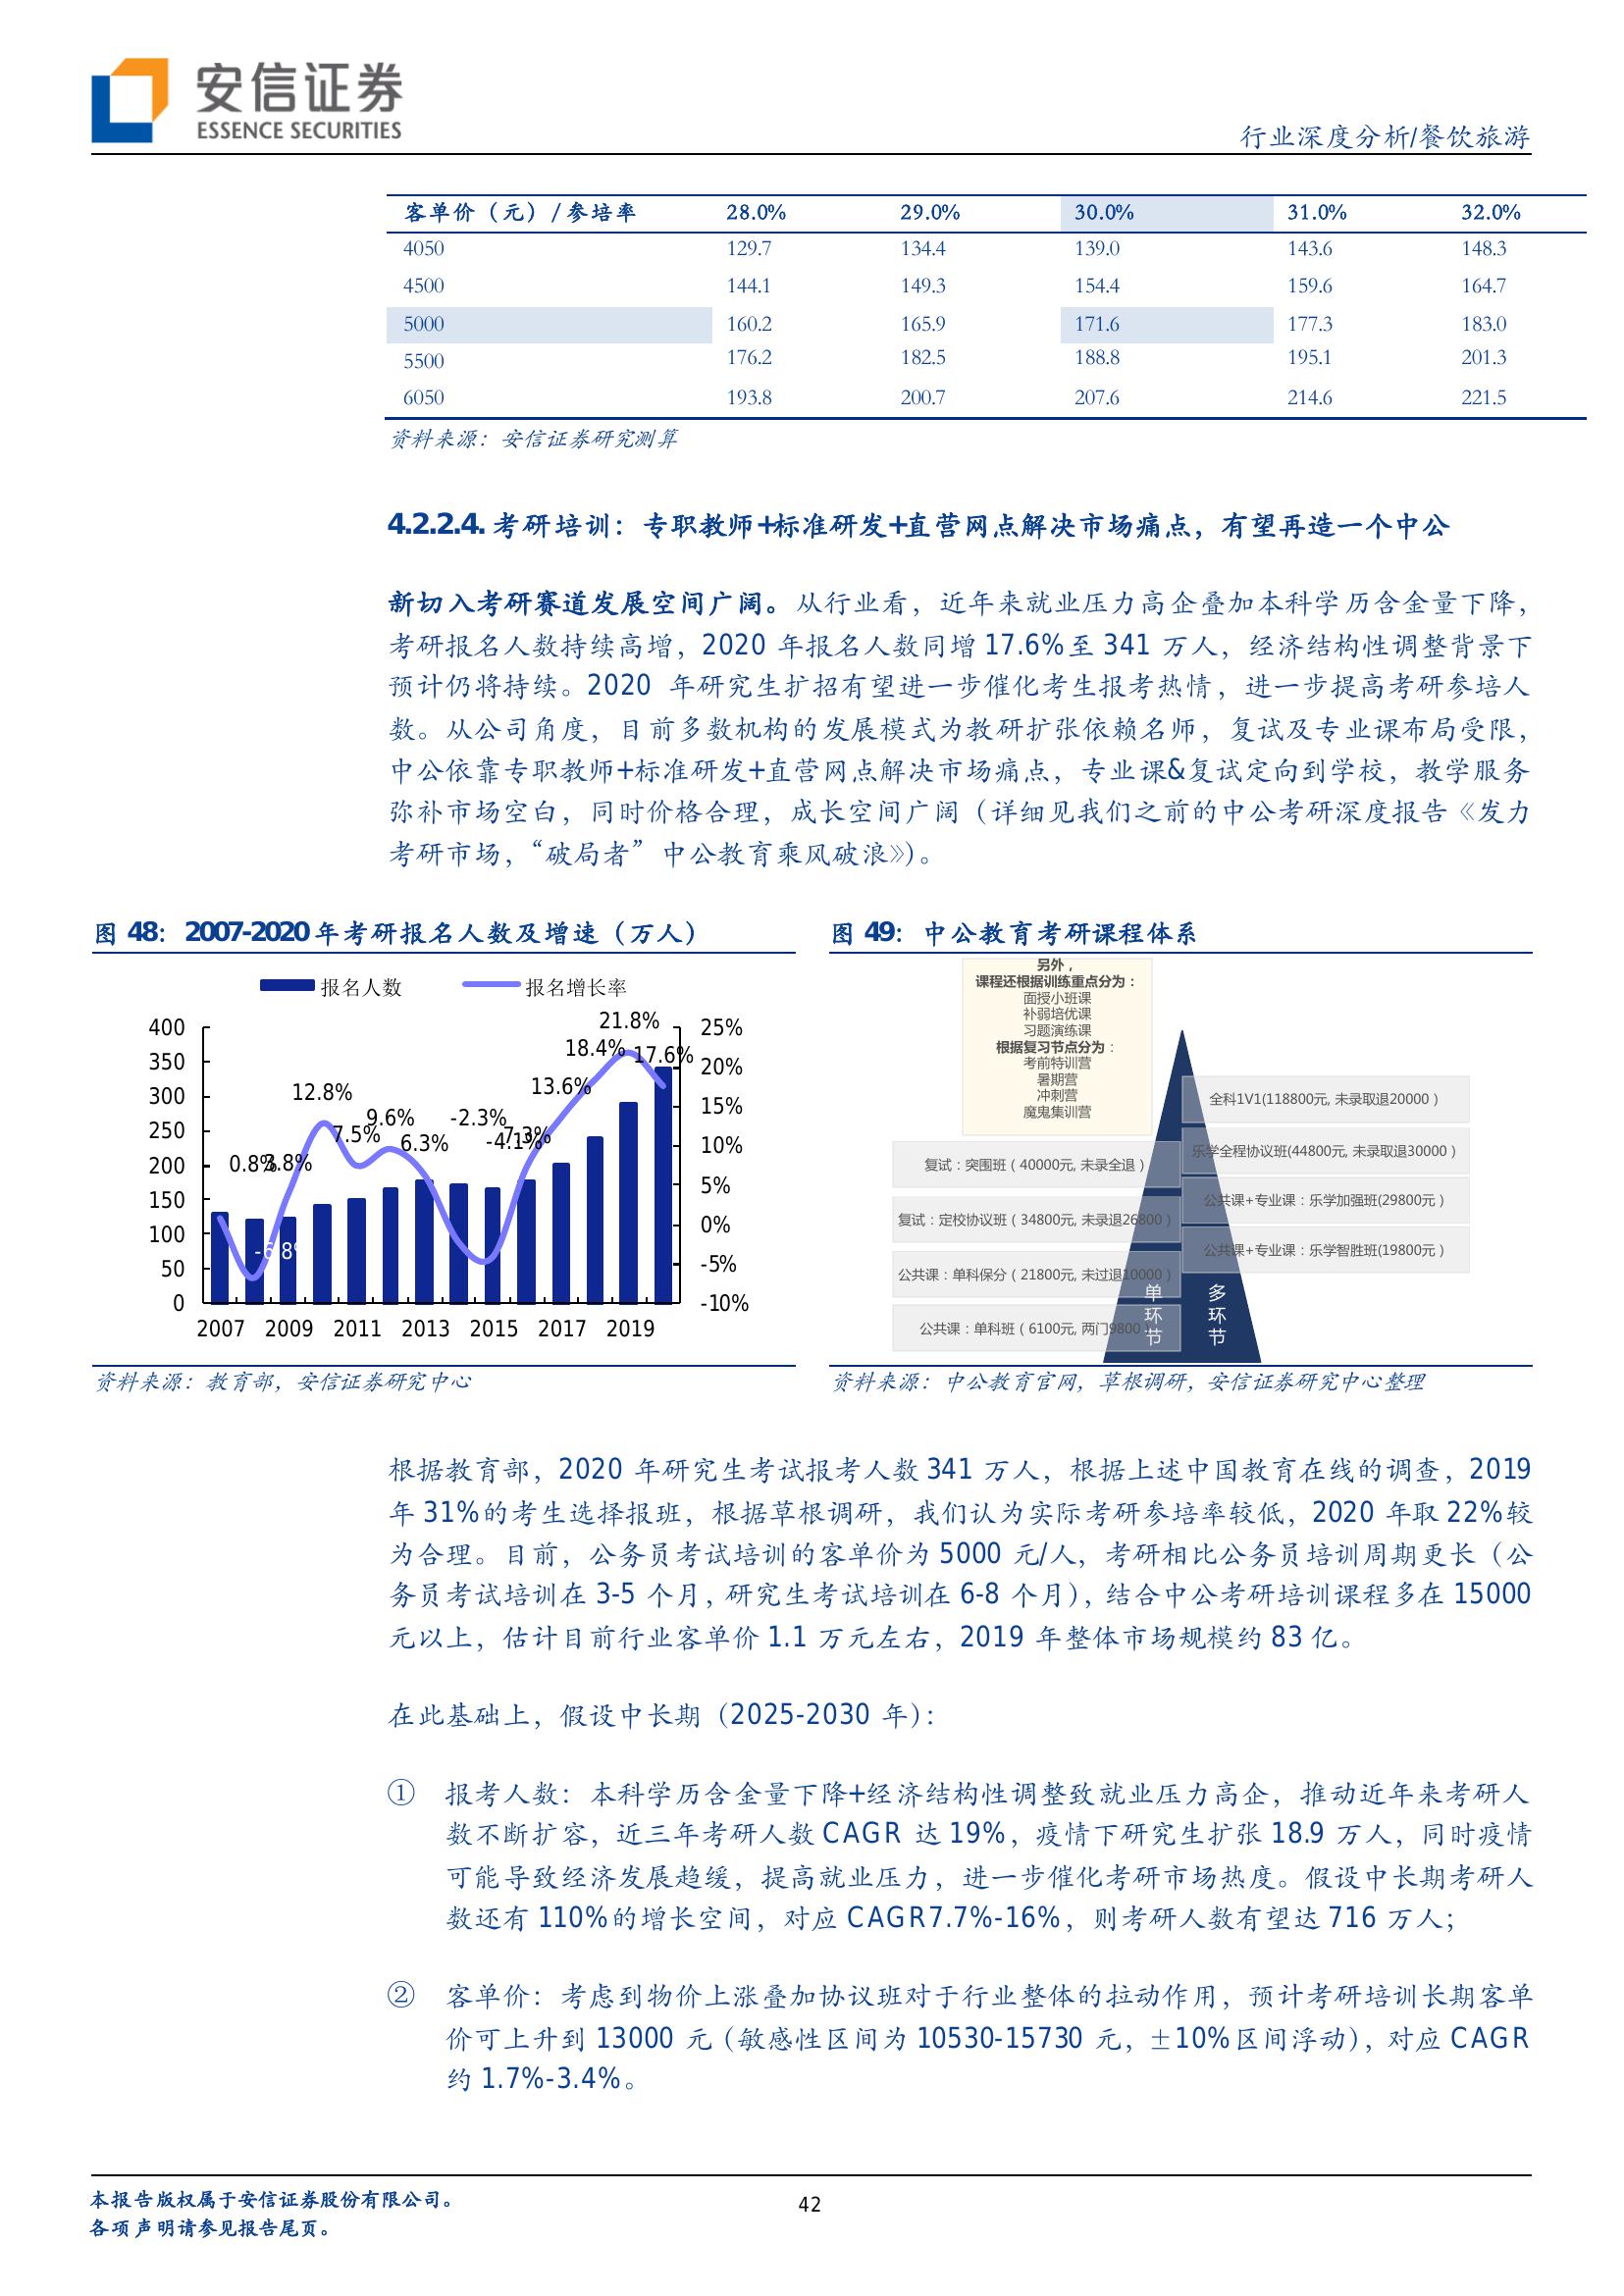 安信证券
ESSENCE SECURITIES
行业深度分析/餐饮旅游
客单价（元）/参培率 28.0% 29.0% 30.0% 31.0% 32.0%
4050 129.7 134.4 139.0 143.6 148.3
4500 144.1 149.3 154.4 159.6 164.7
5000 160.2 165.9 171.6 177.3 183.0
5500 176.2 182.5 188.8 195.1 201.3
6050 193.8 200.7 207.6 214.6 221.5
资料来源：安信证券研究测算
4.2.2.4. 考研培训：专职教师+标准研发+直营网点解决市场痛点，有望再造一个中公
新切入考研赛道发展空间广阔。从行业看，近年来就业压力高企叠加本科学历含金量下降，
考研报名人数持续高增，2020 年报名人数同增 17.6%至 341 万人，经济结构性调整背景下
预计仍将持续。2020 年研究生扩招有望进一步催化考生报考热情，进一步提高考研参培人
数。从公司角度，目前多数机构的发展模式为教研扩张依赖名师，复试及专业课布局受限，
中公依靠专职教师+标准研发+直营网点解决市场痛点，专业课&复试定向到学校，教学服务
弥补市场空白，同时价格合理，成长空间广阔（详细见我们之前的中公考研深度报告《发力
考研市场，“破局者”中公教育乘风破浪》）。
图 48：2007-2020 年考研报名人数及增速（万人）
报名人数 报名增长率
400
350
300
250
200
150
100
50
0
25%
20%
15%
10%
5%
0%
-5%
-10%
0.8%
-6.8%
3.8%
12.8%
7.5%
9.6%
6.3%
-2.3%
-4.1%
7.3%
13.6%
18.4%
21.8%
17.6%
2007 2009 2011 2013 2015 2017 2019
资料来源：教育部，安信证券研究中心
图 49：中公教育考研课程体系
另外，
课程还根据训练重点分为：
面授小班课
补弱培优课
习题演练课
根据复习节点分为：
考前特训营
暑期营
冲刺营
魔鬼集训营
复试：突围班（40000元, 未录全退）
复试：定校协议班（34800元, 未录退26800）
公共课：单科保分（21800元, 未过退10000）
公共课：单科班（6100元, 两门9800）
全科1V1(118800元, 未录取退20000）
乐学全程协议班(44800元, 未录取退30000）
公共课+专业课：乐学加强班(29800元）
公共课+专业课：乐学智胜班(19800元）
单环节
多环节
资料来源：中公教育官网，草根调研，安信证券研究中心整理
根据教育部，2020 年研究生考试报考人数 341 万人，根据上述中国教育在线的调查，2019
年 31%的考生选择报班，根据草根调研，我们认为实际考研参培率较低，2020 年取 22%较
为合理。目前，公务员考试培训的客单价为 5000 元/人，考研相比公务员培训周期更长（公
务员考试培训在 3-5 个月，研究生考试培训在 6-8 个月），结合中公考研培训课程多在 15000
元以上，估计目前行业客单价 1.1 万元左右，2019 年整体市场规模约 83 亿。
在此基础上，假设中长期（2025-2030 年）：
① 报考人数：本科学历含金量下降+经济结构性调整致就业压力高企，推动近年来考研人
数不断扩容，近三年考研人数 CAGR 达 19%，疫情下研究生扩张 18.9 万人，同时疫情
可能导致经济发展趋缓，提高就业压力，进一步催化考研市场热度。假设中长期考研人
数还有 110%的增长空间，对应 CAGR7.7%-16%，则考研人数有望达 716 万人；
② 客单价：考虑到物价上涨叠加协议班对于行业整体的拉动作用，预计考研培训长期客单
价可上升到 13000 元（敏感性区间为 10530-15730 元，±10%区间浮动），对应 CAGR
约 1.7%-3.4%。
本报告版权属于安信证券股份有限公司。
各项声明请参见报告尾页。
42